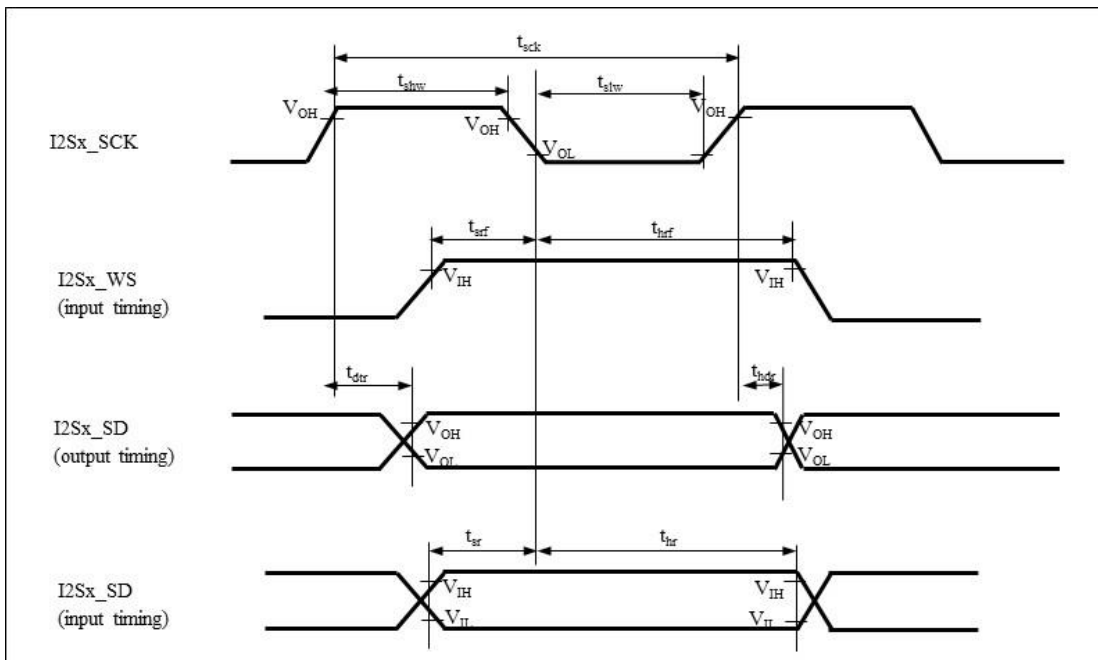 tsck
tshw
tslw
VOH
VOH
VOH
I2Sx_SCK
VOL
tsrf
thrf
I2Sx_WS
(input timing)
VIH
VIH
tdtr
thdr
I2Sx_SD
(output timing)
VOH
VOH
VOL
VOL
tsr
thr
I2Sx_SD
(input timing)
VIH
VIH
VIL
VIL